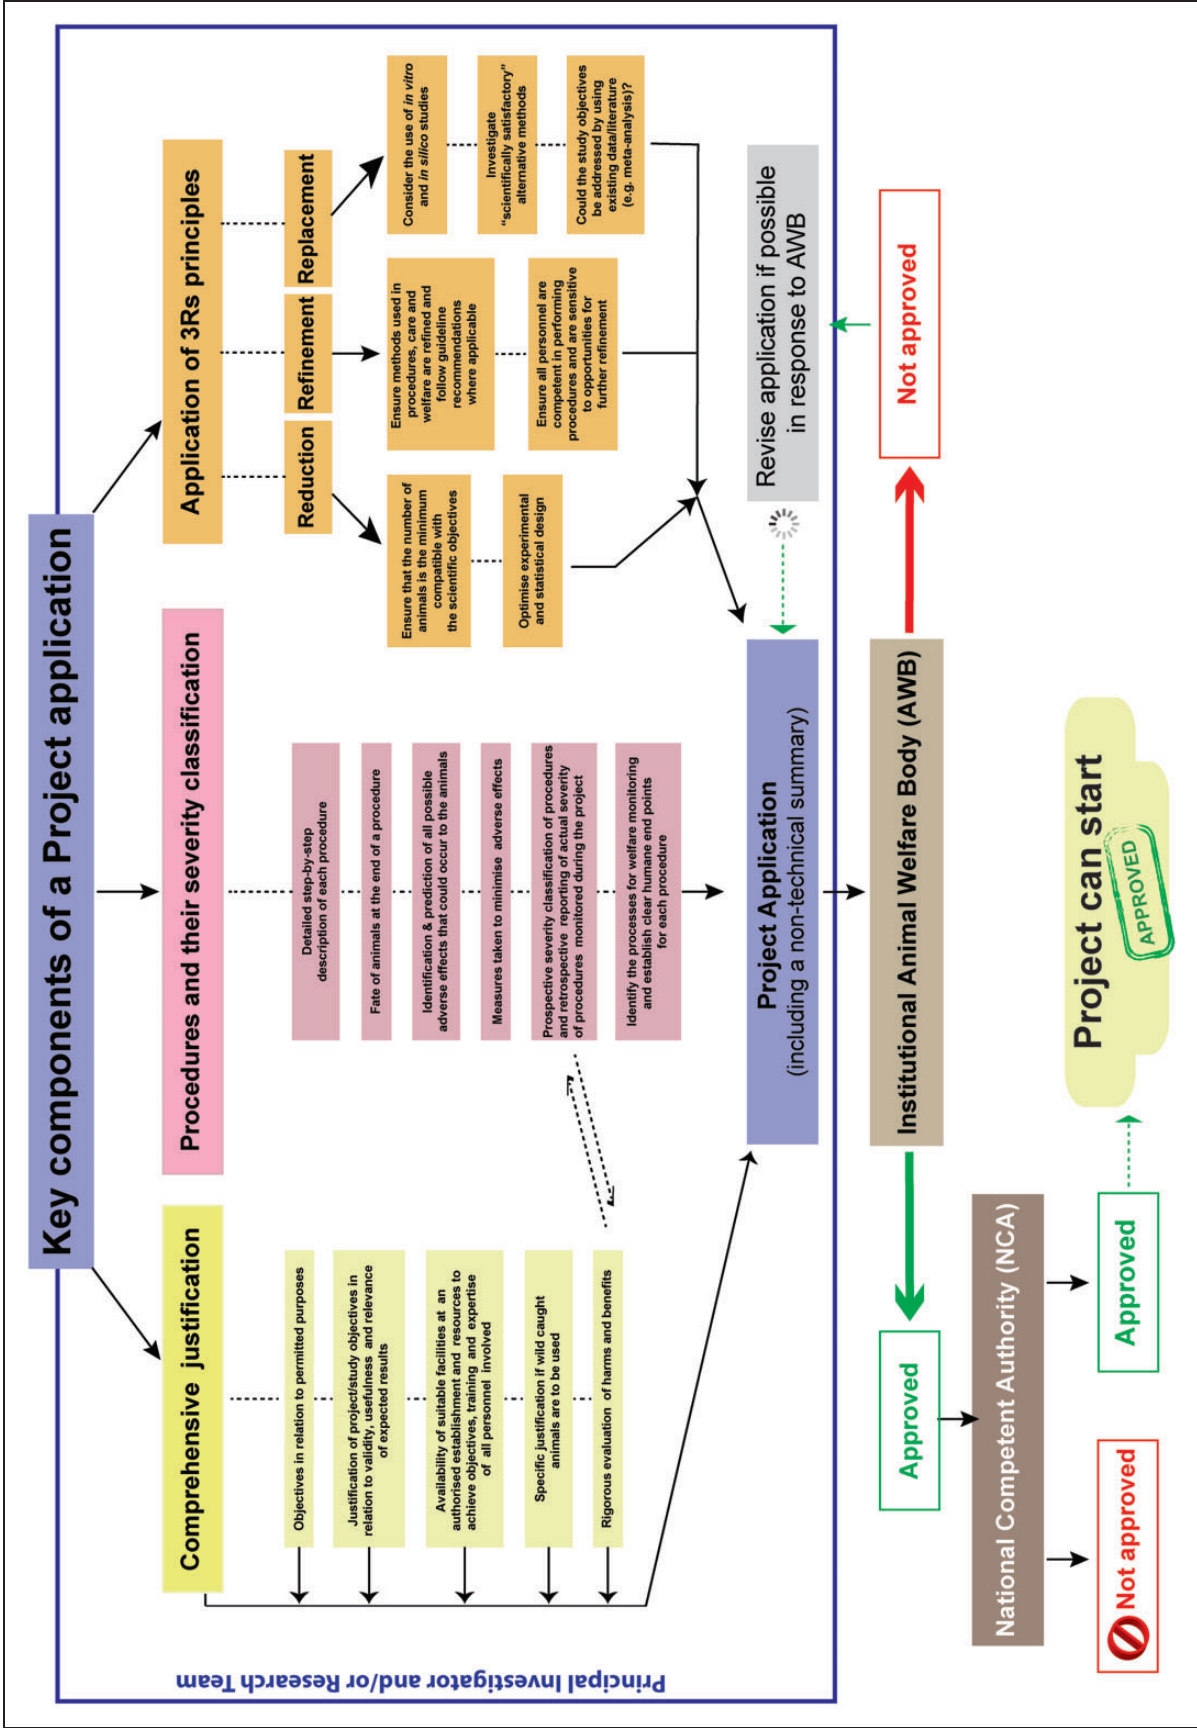 Key components of a Project application
Comprehensive justification
Objectives in relation to permitted purposes
Justification of project/study objectives in
relation to validity, usefulness and relevance
of expected results
Availability of suitable facilities at an
authorised establishment and resources to
achieve objectives, training and expertise
of all personnel involved
Specific justification if wild caught
animals are to be used
Rigorous evaluation of harms and benefits
Procedures and their severity classification
Detailed step-by-step
description of each procedure
Fate of animals at the end of a procedure
Identification & prediction of all possible
adverse effects that could occur to the animals
Measures taken to minimise adverse effects
Prospective severity classification of procedures
and retrospective reporting of actual severity
of procedures monitored during the project
Identify the processes for welfare monitoring
and establish clear humane end points
for each procedure
Application of 3Rs principles
Reduction
Ensure that the number of
animals is the minimum
compatible with
the scientific objectives
Optimise experimental
and statistical design
Refinement
Ensure methods used in
procedures, care and
welfare are refined and
follow guideline
recommendations
where applicable
Ensure all personnel are
competent in performing
procedures and are sensitive
to opportunities for
further refinement
Replacement
Consider the use of in vitro
and in silico studies
Investigate
“scientifically satisfactory”
alternative methods
Could the study objectives
be addressed by using
existing data/literature
(e.g. meta-analysis)?
Principal Investigator and/or Research Team
Project Application
(including a non-technical summary)
Revise application if possible
in response to AWB
Institutional Animal Welfare Body (AWB)
Approved
Not approved
National Competent Authority (NCA)
Not approved
Approved
Project can start
APPROVED